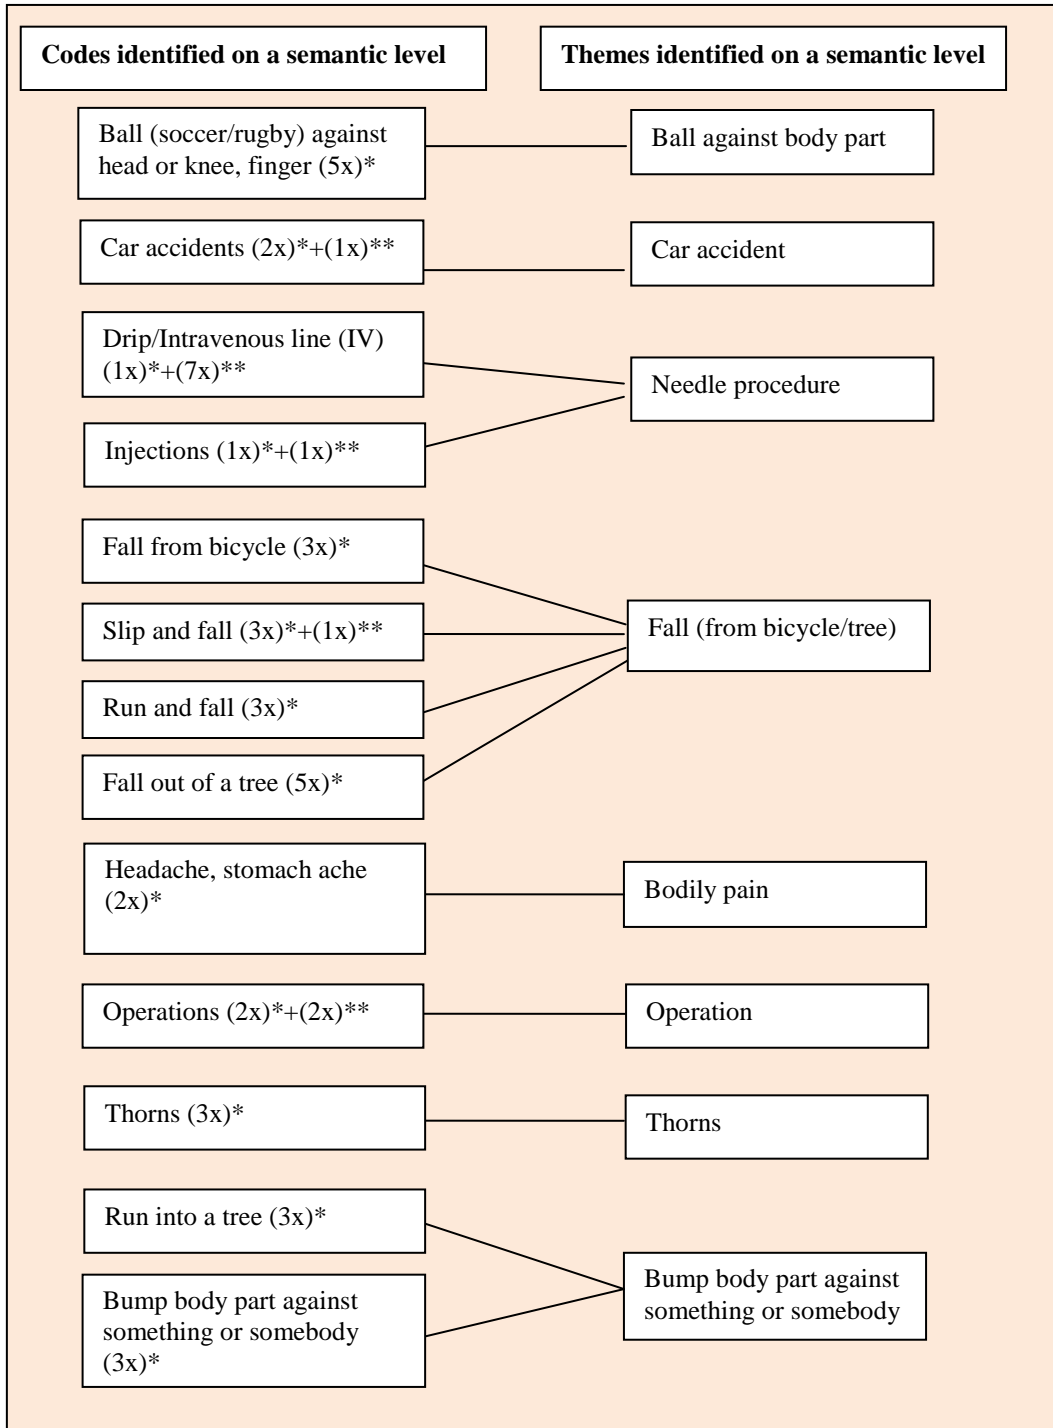 Codes identified on a semantic level
Themes identified on a semantic level
Ball (soccer/rugby) against
head or knee, finger (5x)*
Ball against body part
Car accidents (2x)*+(1x)**
Car accident
Drip/Intravenous line (IV)
(1x)*+(7x)**
Needle procedure
Injections (1x)*+(1x)**
Fall from bicycle (3x)*
Slip and fall (3x)*+(1x)**
Fall (from bicycle/tree)
Run and fall (3x)*
Fall out of a tree (5x)*
Headache, stomach ache
(2x)*
Bodily pain
Operations (2x)*+(2x)**
Operation
Thorns (3x)*
Thorns
Run into a tree (3x)*
Bump body part against
something or somebody
(3x)*
Bump body part against
something or somebody